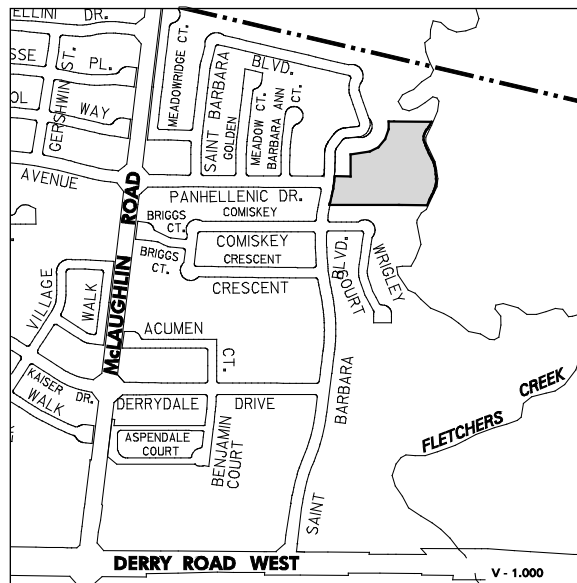 ELLINI DR.
SSE
ST.
PL.
OL
GERSHWIN
WAY
AVENUE
MEADOWRIDGE CT.
SAINT BARBARA
BLVD.
GOLDEN
MEADOW CT.
BARBARA ANN
CT.
PANHELLENIC DR.
BRIGGS
CT.
COMISKEY
COMISKEY
CRESCENT
BRIGGS
CT.
CRESCENT
BLVD.
COURT
WRIGLEY
McLAUGHLIN ROAD
VILLAGE
WALK
ACUMEN
CT.
KAISER DR.
WALK
DERRYDALE DRIVE
BARBARA
ASPENDALE
COURT
BENJAMIN
COURT
SAINT
FLETCHERS CREEK
DERRY ROAD WEST
V - 1.000